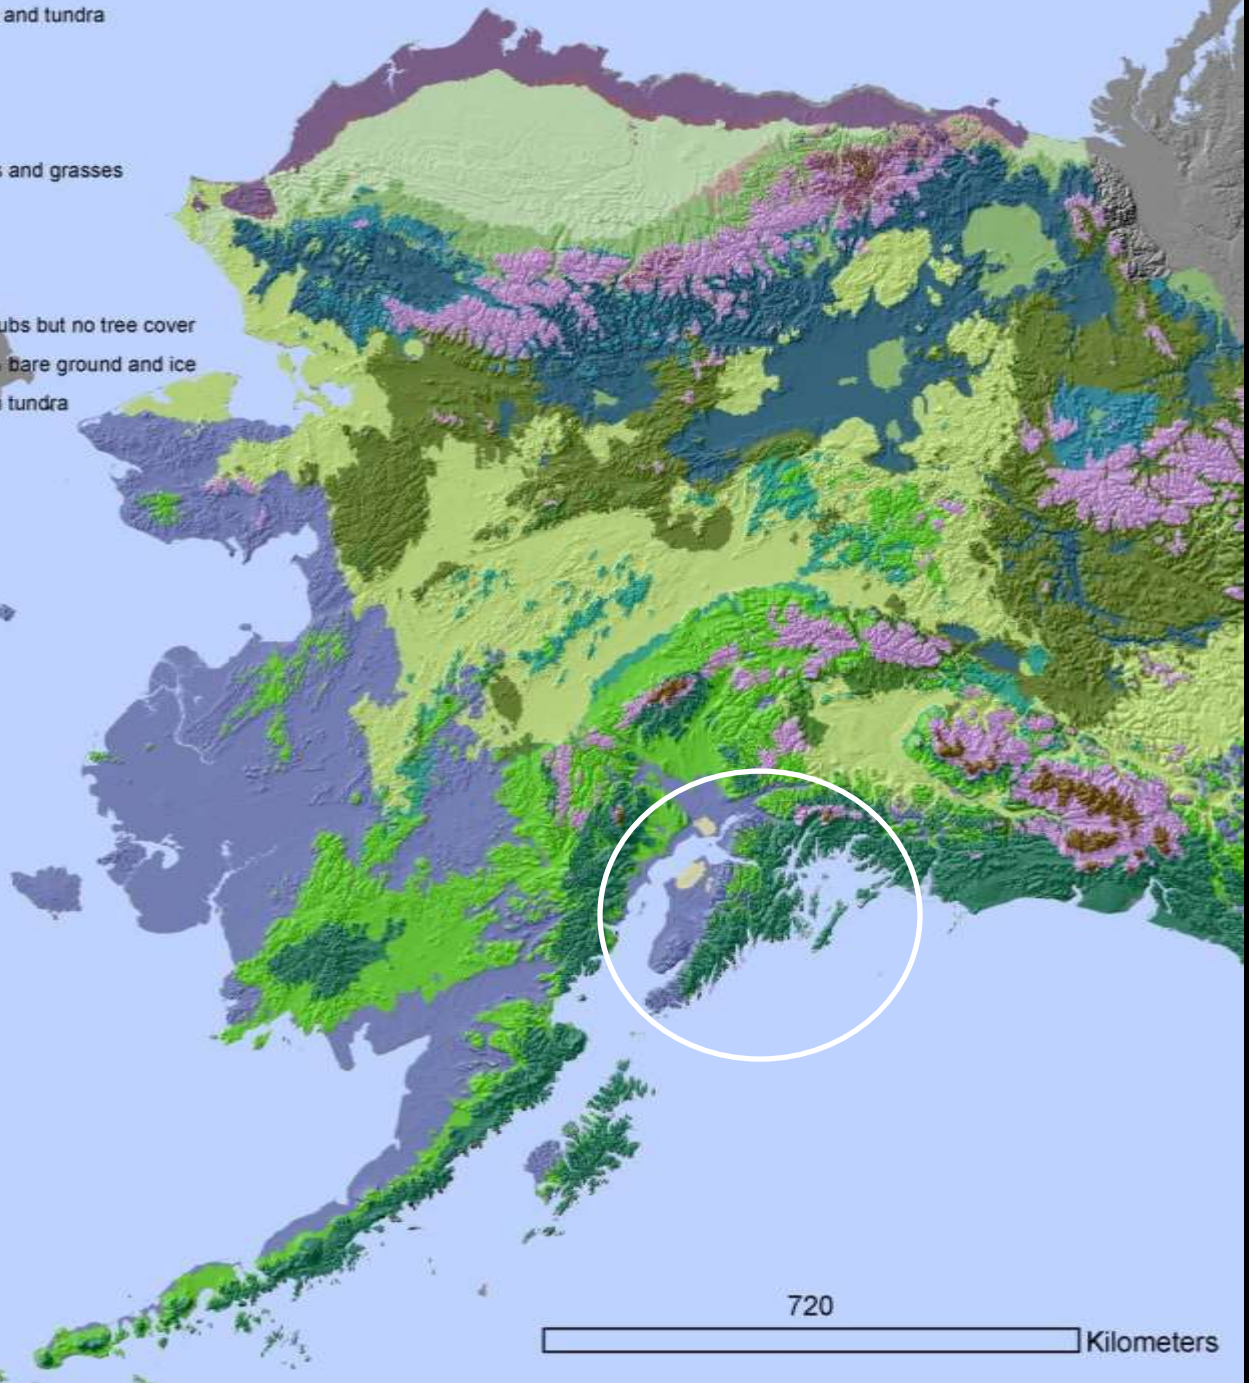 and tundra
and grasses
ubs but no tree cover
bare ground and ice
tundra
720
Kilometers